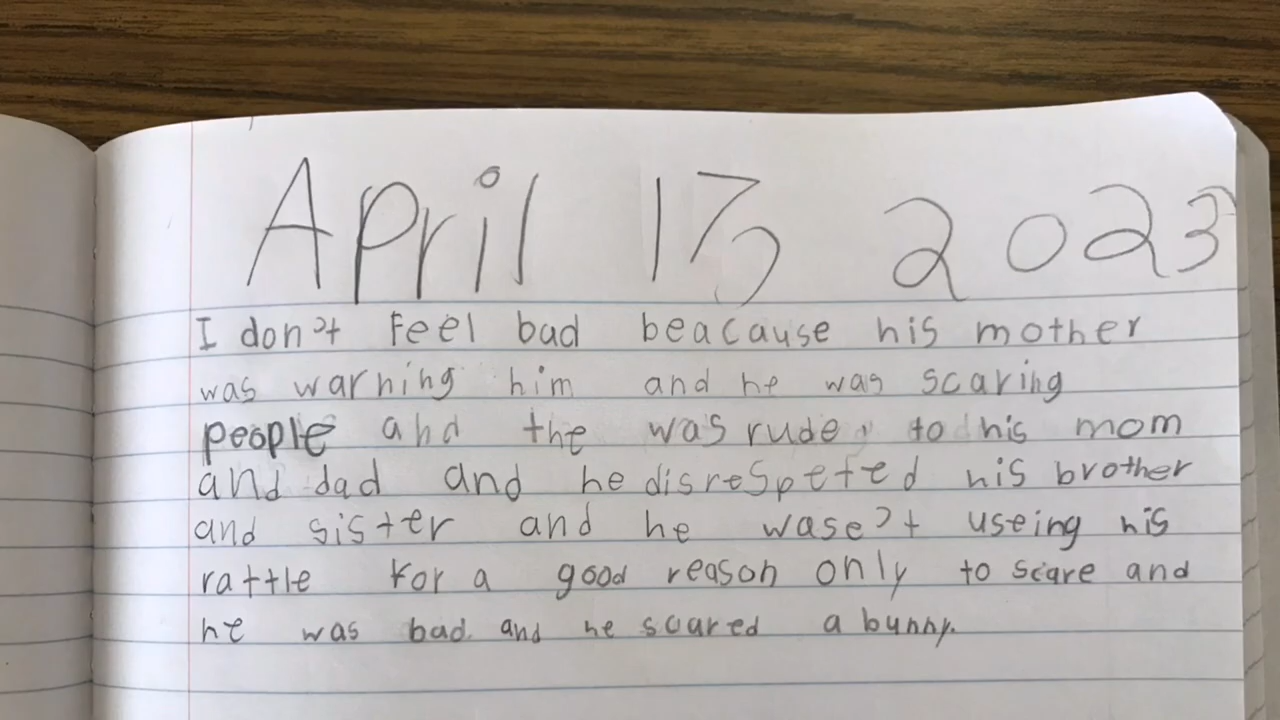 April 17, 2023
I don't feel bad beacause his mother
was warning him and he was scaring
people and the was rude to his mom
and dad and he disrespeted his brother
and sister and he wase't useing his
rattle for a good reason only to scare and
he was bad and he scared a bunny.